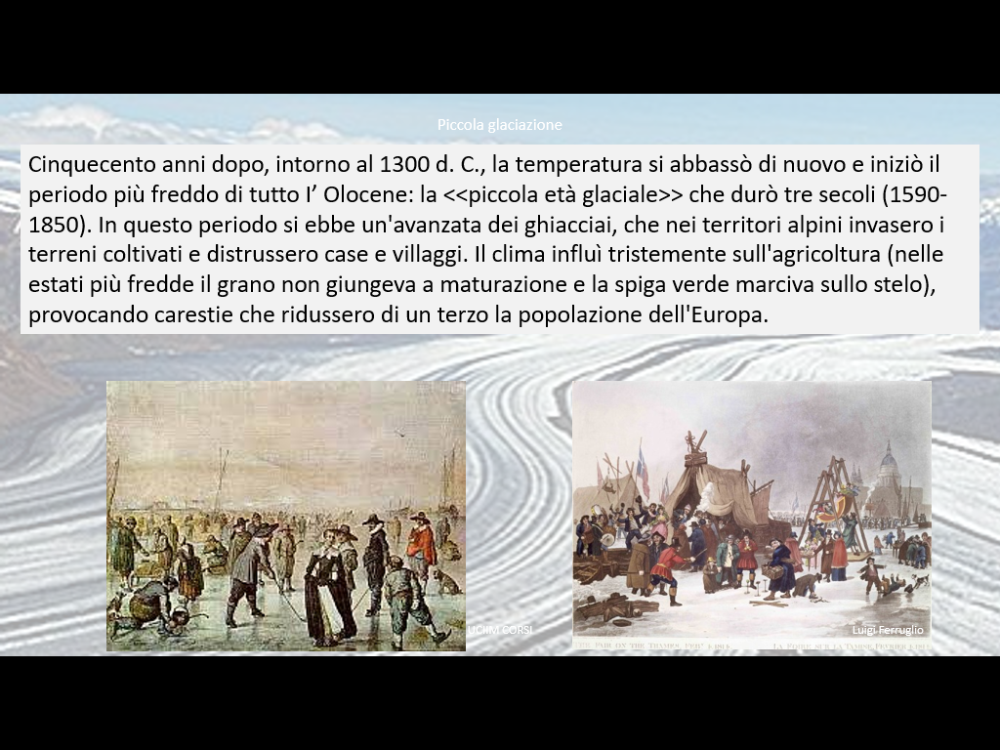 Piccola glaciazione
Cinquecento anni dopo, intorno al 1300 d. C., la temperatura si abbassò di nuovo e iniziò il
periodo più freddo di tutto l’ Olocene: la <<piccola età glaciale>> che durò tre secoli (1590-
1850). In questo periodo si ebbe un'avanzata dei ghiacciai, che nei territori alpini invasero i
terreni coltivati e distrussero case e villaggi. Il clima influì tristemente sull'agricoltura (nelle
estati più fredde il grano non giungeva a maturazione e la spiga verde marciva sullo stelo),
provocando carestie che ridussero di un terzo la popolazione dell'Europa.
UCIIM CORSI
Luigi Ferruglio
ON THE THAMES